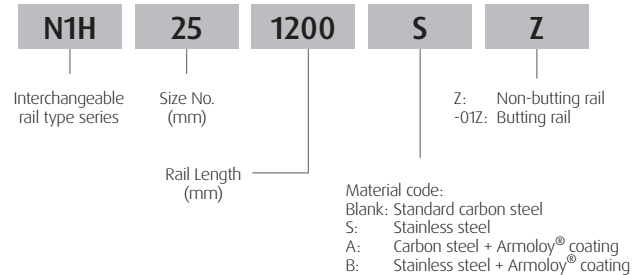 N1H 25 1200 S Z
Interchangeable
rail type series
Size No.
(mm)
Z: Non-butting rail
-01Z: Butting rail
Rail Length
(mm)
Material code:
Blank: Standard carbon steel
S: Stainless steel
A: Carbon steel + Armoloy® coating
B: Stainless steel + Armoloy® coating